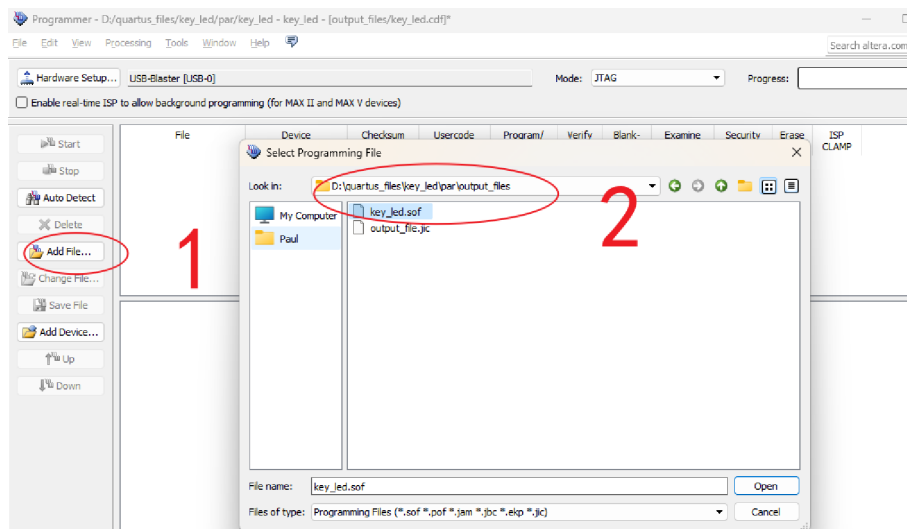 Programmer - D:/quartus_files/key_led/par/key_led - key_led - [output_files/key_led.cdf]*
File Edit View Processing Tools Window Help
Search altera.com
Hardware Setup... USB-Blaster [USB-0] Mode: JTAG Progress:
Enable real-time ISP to allow background programming (for MAX II and MAX V devices)
File Device Checksum Usercode Program/ Verify Blank- Examine Security Erase ISP
CLAMP
Start
Stop
Auto Detect
Delete
Add File...
Change File...
Save File
Add Device...
Up
Down
1
Select Programming File
Look in: D:\quartus_files\key_led\par\output_files
My Computer
Paul
key_led.sof
output_file.jic
2
File name: key_led.sof Open
Files of type: Programming Files (*.sof *.pof *.jam *.jbc *.ekp *.jic) Cancel